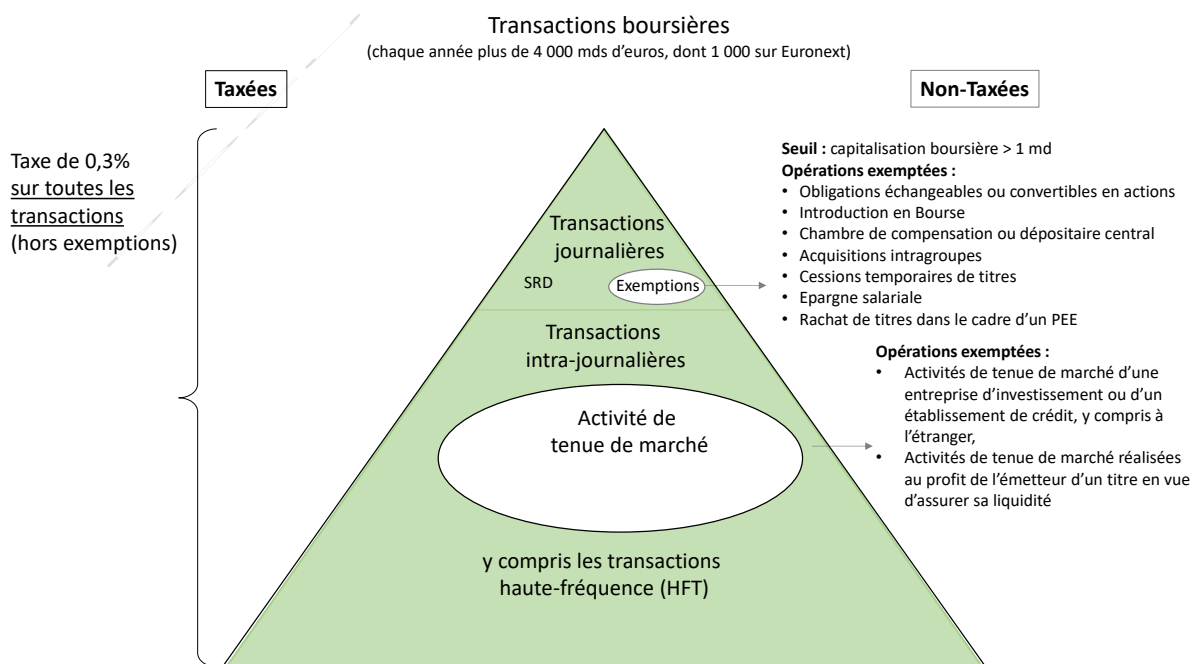 Transactions boursières
(chaque année plus de 4 000 mds d’euros, dont 1 000 sur Euronext)
Taxées
Non-Taxées
Taxe de 0,3%
sur toutes les
transactions
(hors exemptions)
Transactions
journalières
SRD
Exemptions
Transactions
intra-journalières
Activité de
tenue de marché
y compris les transactions
haute-fréquence (HFT)
Seuil : capitalisation boursière > 1 md
Opérations exemptées :
• Obligations échangeables ou convertibles en actions
• Introduction en Bourse
• Chambre de compensation ou dépositaire central
• Acquisitions intragroupes
• Cessions temporaires de titres
• Epargne salariale
• Rachat de titres dans le cadre d’un PEE
Opérations exemptées :
• Activités de tenue de marché d’une
entreprise d’investissement ou d’un
établissement de crédit, y compris à
l’étranger,
• Activités de tenue de marché réalisées
au profit de l’émetteur d’un titre en vue
d’assurer sa liquidité